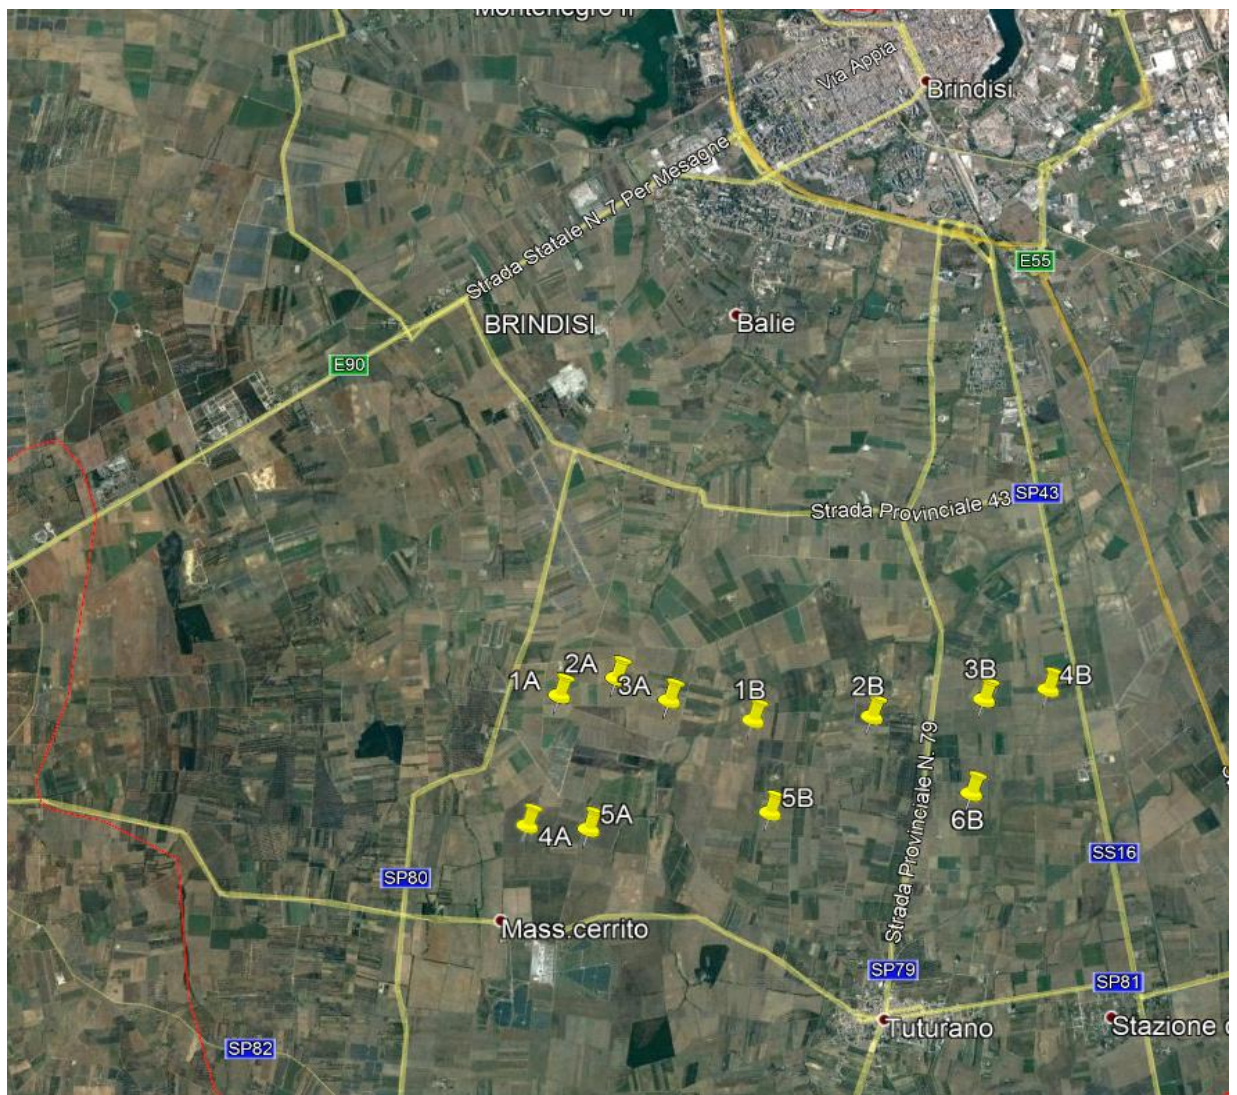 Via Appia
Brindisi
Strada Statale N. 7 Per Mesagne
E55
BRINDISI
Balie
E90
SP43
Strada Provinciale 43
2A
1A
3A
1B
2B
3B
4B
Strada Provinciale N. 79
5B
5A
4A
6B
SS16
SP80
Mass.cerrito
SP79
SP81
Tuturano
Stazione
SP82